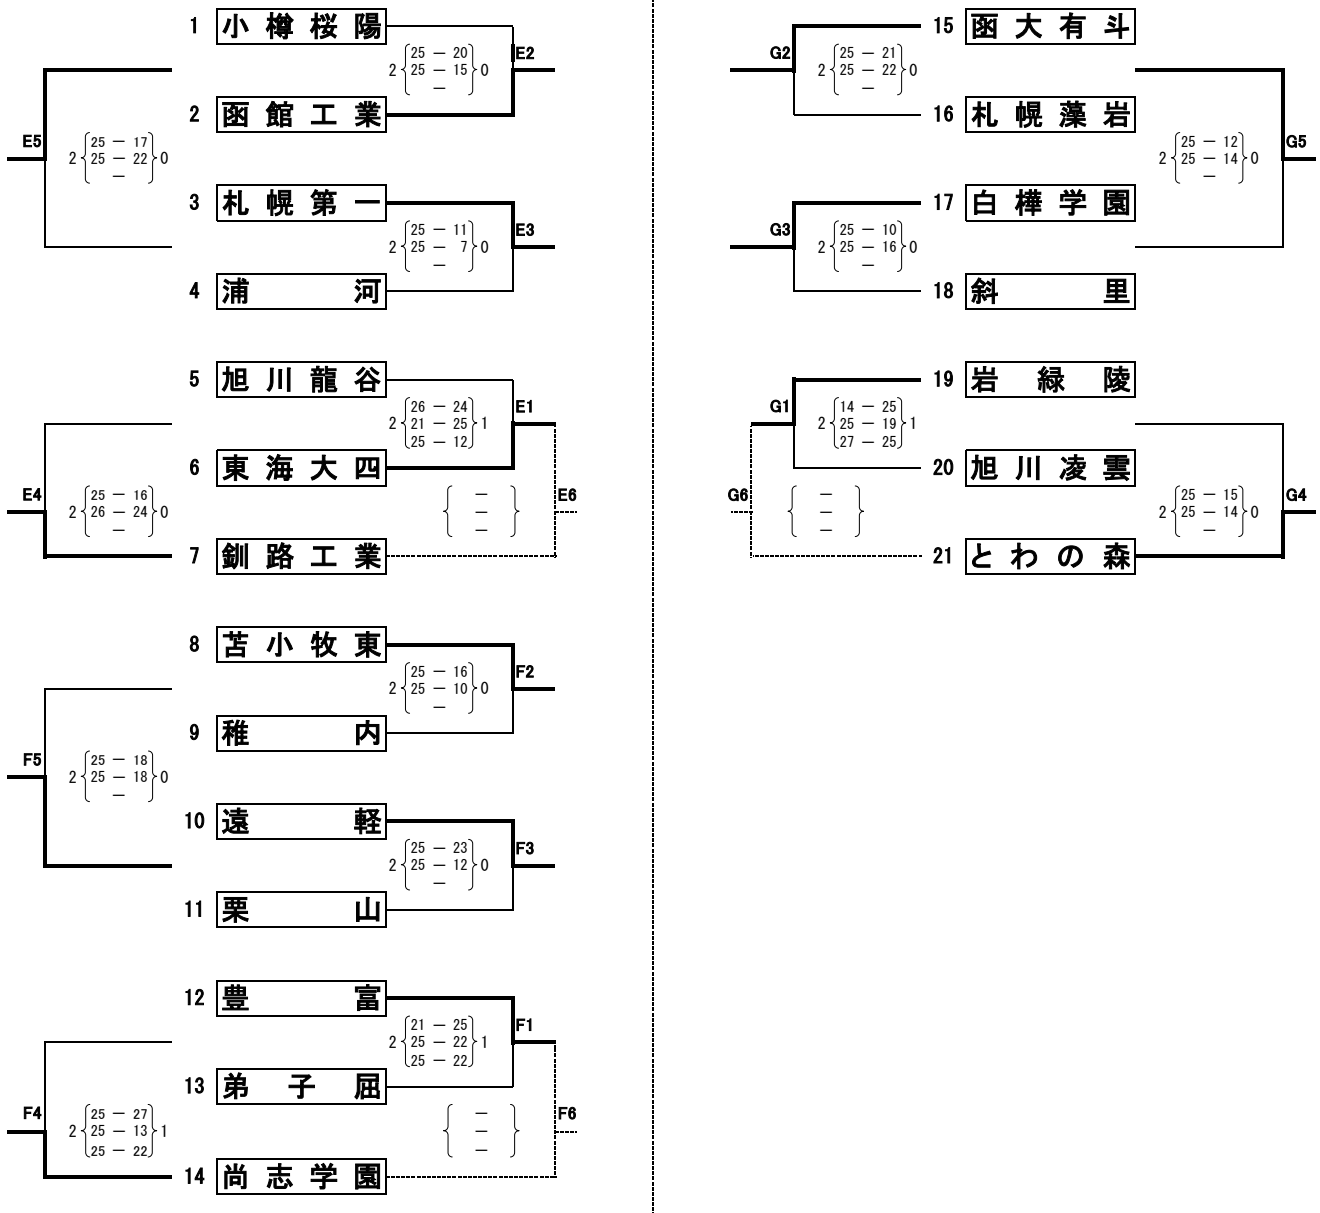 1 小樽桜陽
25 － 20
2 25 － 15 0
－
E2
2 函館工業
E5
25 － 17
2 25 － 22 0
－
3 札幌第一
25 － 11
2 25 － 7 0
－
E3
4 浦河
5 旭川龍谷
26 － 24
2 21 － 25 1
25 － 12
E1
6 東海大四
E4
25 － 16
2 26 － 24 0
－
－
－
－
E6
7 釧路工業
8 苫小牧東
25 － 16
2 25 － 10 0
－
F2
9 稚内
F5
25 － 18
2 25 － 18 0
－
10 遠軽
25 － 23
2 25 － 12 0
－
F3
11 栗山
12 豊富
21 － 25
2 25 － 22 1
25 － 22
F1
13 弟子屈
F4
25 － 27
2 25 － 13 1
25 － 22
－
－
－
F6
14 尚志学園
15 函大有斗
G2
25 － 21
2 25 － 22 0
－
16 札幌藻岩
25 － 12
2 25 － 14 0
－
G5
17 白樺学園
G3
25 － 10
2 25 － 16 0
－
18 斜里
19 岩緑陵
G1
14 － 25
2 25 － 19 1
27 － 25
20 旭川凌雲
G6
－
－
－
25 － 15
2 25 － 14 0
－
G4
21 とわの森